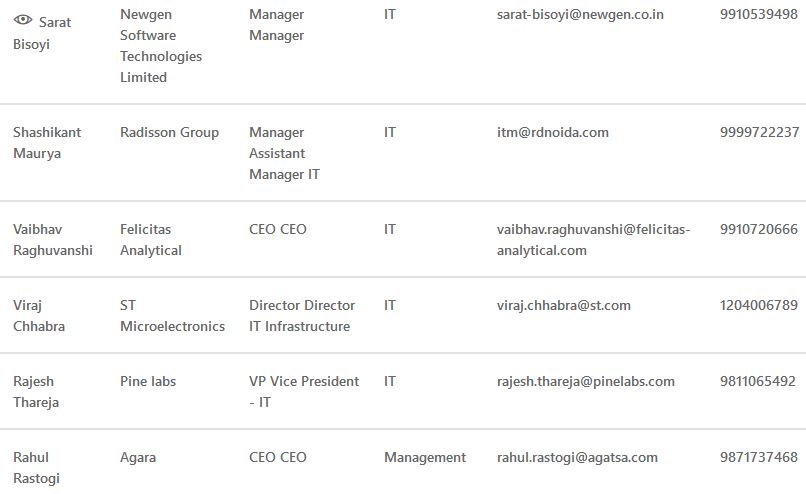 Sarat Bisoyi
Newgen Software Technologies Limited
Manager Manager
IT
sarat-bisoyi@newgen.co.in
9910539498
Shashikant Maurya
Radisson Group
Manager Assistant Manager IT
IT
itm@rdnoida.com
9999722237
Vaibhav Raghuvanshi
Felicitas Analytical
CEO CEO
IT
vaibhav.raghuvanshi@felicitas-analytical.com
9910720666
Viraj Chhabra
ST Microelectronics
Director Director IT Infrastructure
IT
viraj.chhabra@st.com
1204006789
Rajesh Thareja
Pine labs
VP Vice President - IT
IT
rajesh.thareja@pinelabs.com
9811065492
Rahul Rastogi
Agara
CEO CEO
Management
rahul.rastogi@agatsa.com
9871737468